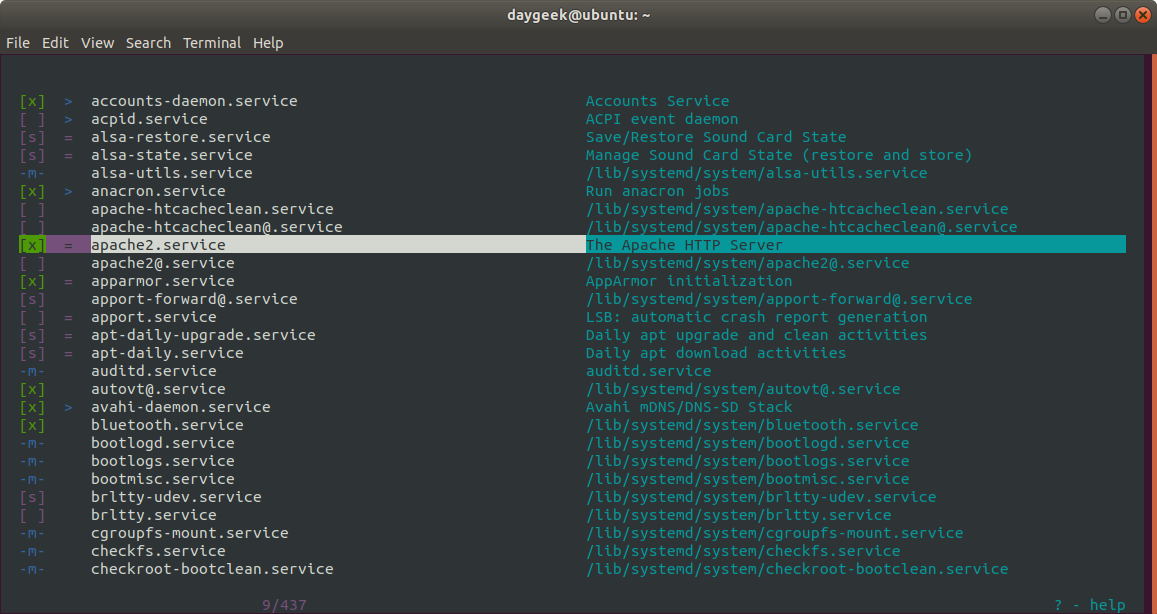 daygeek@ubuntu: ~
File Edit View Search Terminal Help
[x] > accounts-daemon.service Accounts Service
[ ] > acpid.service ACPI event daemon
[s] = alsa-restore.service Save/Restore Sound Card State
[s] = alsa-state.service Manage Sound Card State (restore and store)
-m- alsa-utils.service /lib/systemd/system/alsa-utils.service
[x] > anacron.service Run anacron jobs
[ ] apache-htcacheclean.service /lib/systemd/system/apache-htcacheclean.service
[ ] apache-htcacheclean@.service /lib/systemd/system/apache-htcacheclean@.service
[x] = apache2.service The Apache HTTP Server
[ ] apache2@.service /lib/systemd/system/apache2@.service
[x] = apparmor.service AppArmor initialization
[s] apport-forward@.service /lib/systemd/system/apport-forward@.service
[ ] = apport.service LSB: automatic crash report generation
[s] = apt-daily-upgrade.service Daily apt upgrade and clean activities
[s] = apt-daily.service Daily apt download activities
-m- auditd.service auditd.service
[x] autovt@.service /lib/systemd/system/autovt@.service
[x] > avahi-daemon.service Avahi mDNS/DNS-SD Stack
[x] bluetooth.service /lib/systemd/system/bluetooth.service
-m- bootlogd.service /lib/systemd/system/bootlogd.service
-m- bootlogs.service /lib/systemd/system/bootlogs.service
-m- bootmisc.service /lib/systemd/system/bootmisc.service
[s] brltty-udev.service /lib/systemd/system/brltty-udev.service
[ ] brltty.service /lib/systemd/system/brltty.service
-m- cgroupfs-mount.service /lib/systemd/system/cgroupfs-mount.service
-m- checkfs.service /lib/systemd/system/checkfs.service
-m- checkroot-bootclean.service /lib/systemd/system/checkroot-bootclean.service
9/437 ? - help